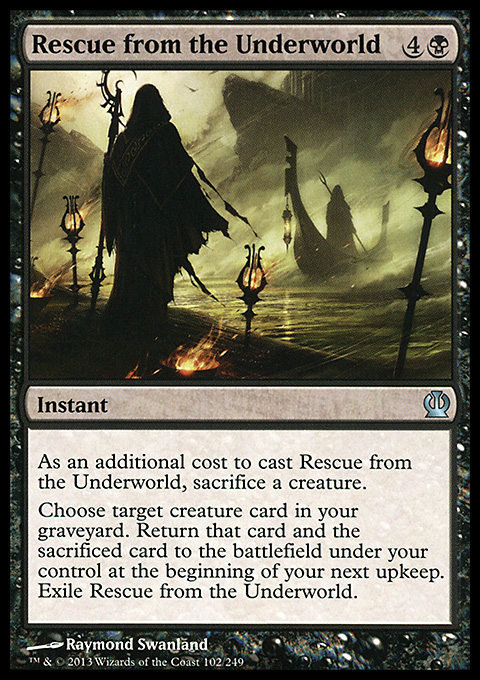 Rescue from the Underworld 4
Instant
As an additional cost to cast Rescue from
the Underworld, sacrifice a creature.
Choose target creature card in your
graveyard. Return that card and the
sacrificed card to the battlefield under your
control at the beginning of your next upkeep.
Exile Rescue from the Underworld.
Raymond Swanland
™ & © 2013 Wizards of the Coast 102/249